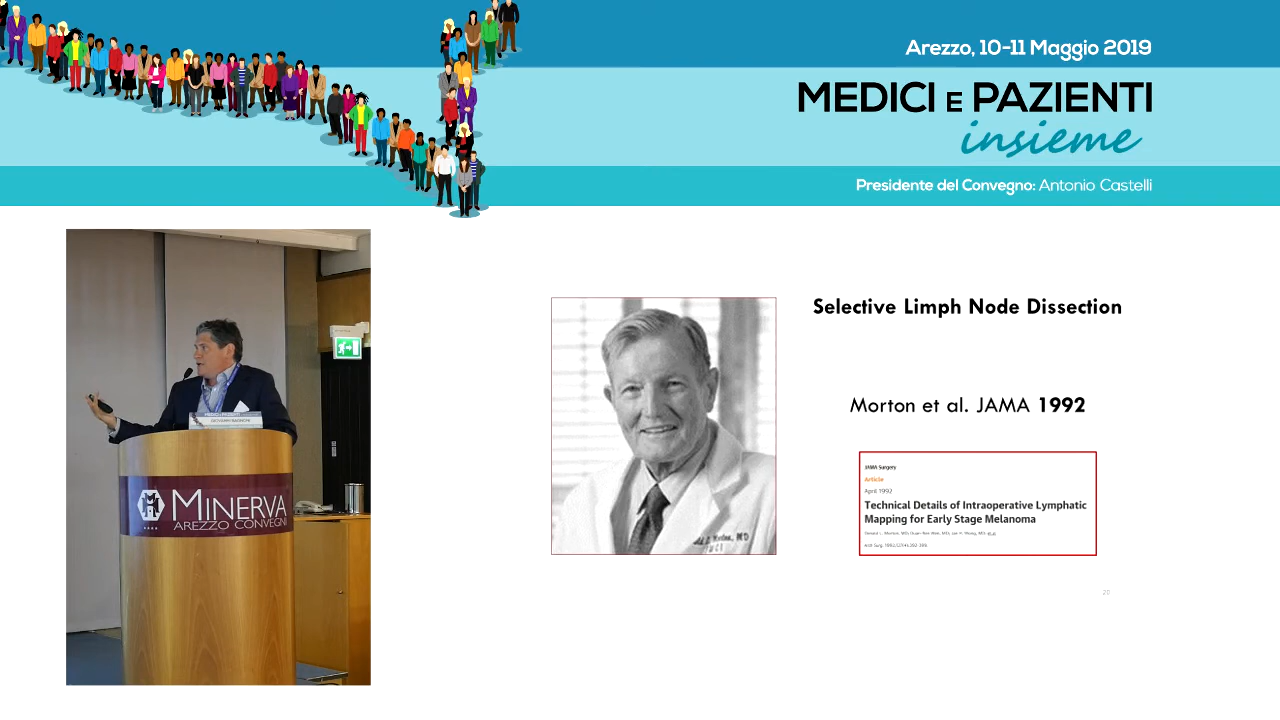 Arezzo, 10-11 Maggio 2019
MEDICI E PAZIENTI
insieme
Presidente del Convegno: Antonio Castelli
MINERVA
AREZZO CONVEGNI
Selective Limph Node Dissection
Morton et al. JAMA 1992
JAMA Surgery
Article
April 1992
Technical Details of Intraoperative Lymphatic
Mapping for Early Stage Melanoma
20